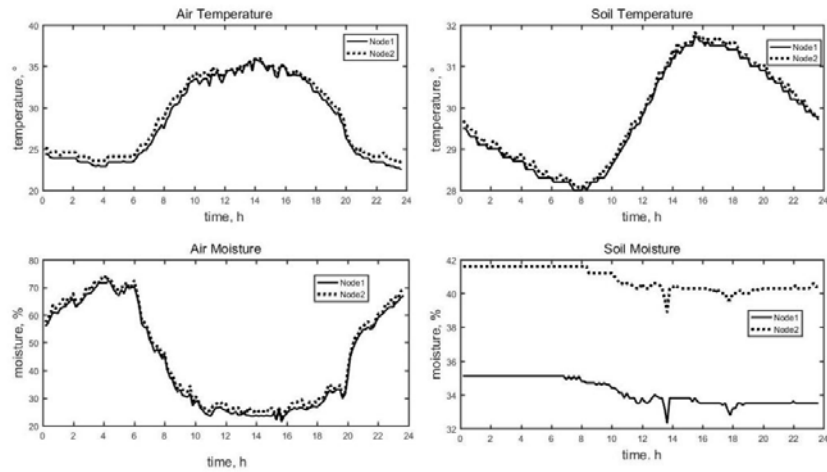 Air Temperature
40
35
30
25
20
temperature, °
Node1
Node2
0 2 4 6 8 10 12 14 16 18 20 22 24
time, h
Soil Temperature
32
31
30
29
28
temperature, °
Node1
Node2
0 2 4 6 8 10 12 14 16 18 20 22 24
time, h
Air Moisture
80
70
60
50
40
30
20
moisture, %
Node1
Node2
0 2 4 6 8 10 12 14 16 18 20 22 24
time, h
Soil Moisture
42
40
38
36
34
32
moisture, %
Node1
Node2
0 2 4 6 8 10 12 14 16 18 20 22 24
time, h